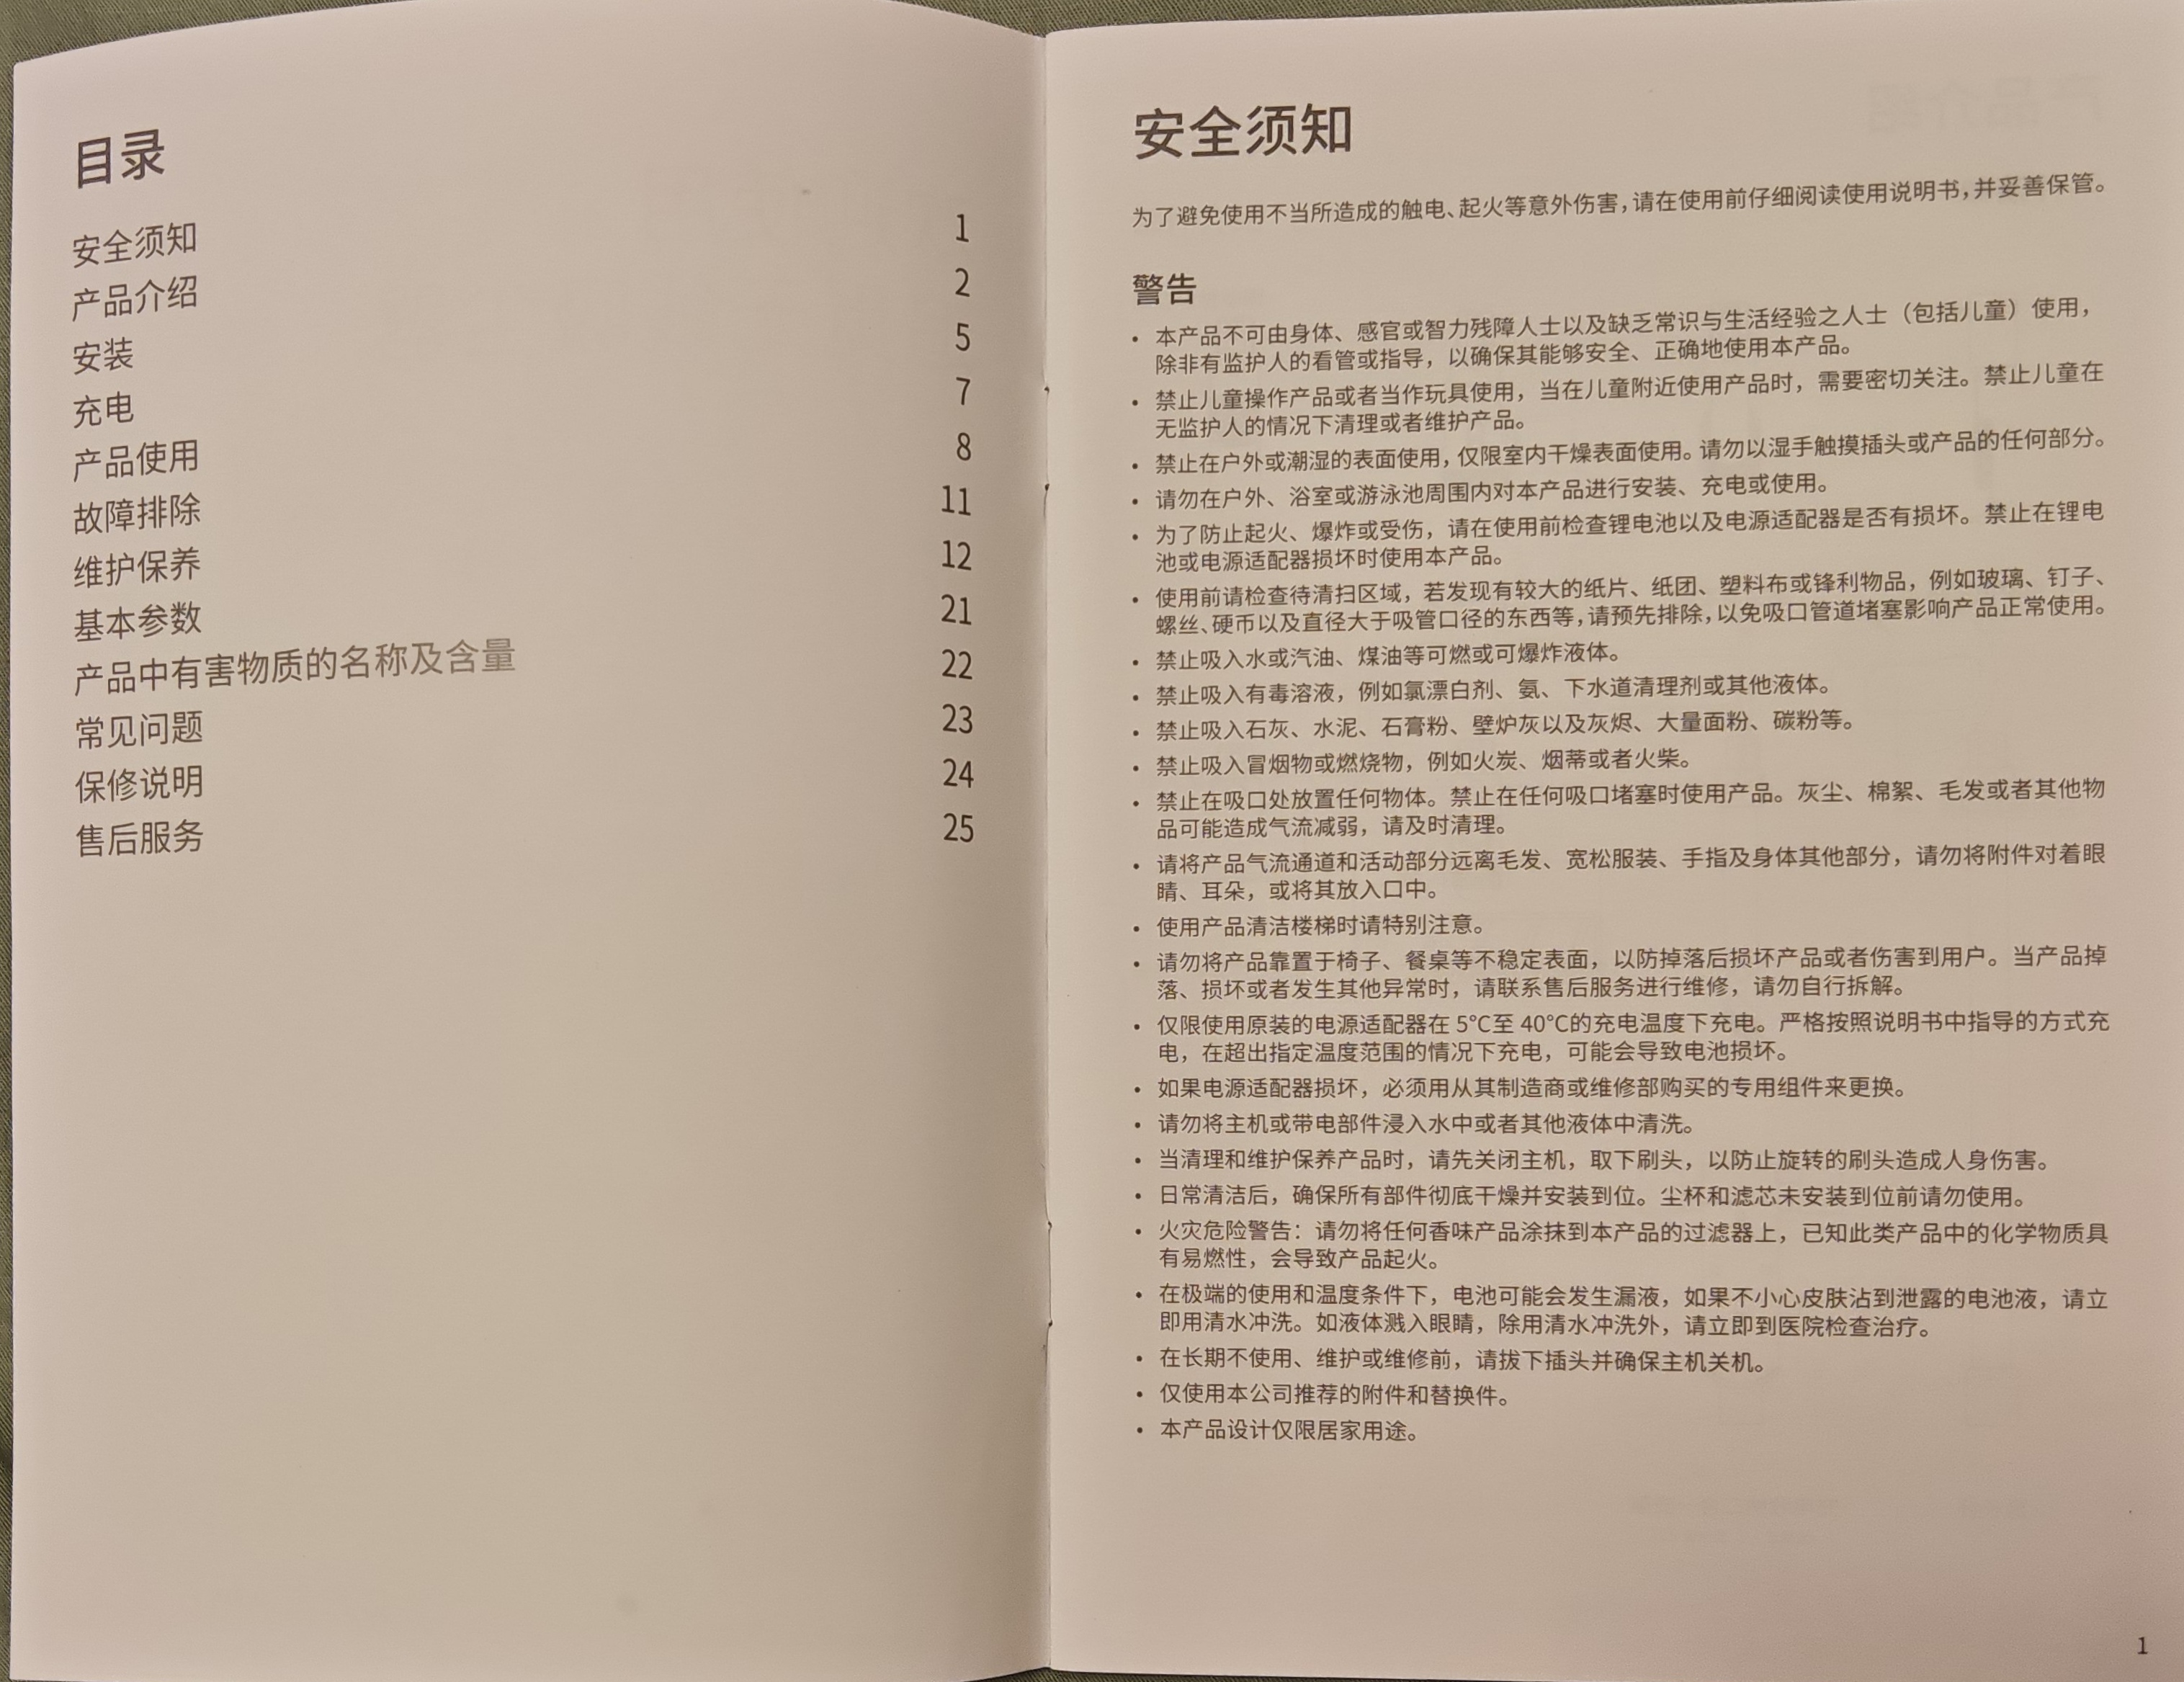 目录
安全须知 1
产品介绍 2
安装 5
充电 7
产品使用 8
故障排除 11
维护保养 12
基本参数 21
产品中有害物质的名称及含量 22
常见问题 23
保修说明 24
售后服务 25
安全须知
为了避免使用不当所造成的触电、起火等意外伤害，请在使用前仔细阅读使用说明书，并妥善保管。
警告
• 本产品不可由身体、感官或智力残障人士以及缺乏常识与生活经验之人士（包括儿童）使用，
除非有监护人的看管或指导，以确保其能够安全、正确地使用本产品。
• 禁止儿童操作产品或者当作玩具使用，当在儿童附近使用产品时，需要密切关注。禁止儿童在
无监护人的情况下清理或者维护产品。
• 禁止在户外或潮湿的表面使用，仅限室内干燥表面使用。请勿以湿手触摸插头或产品的任何部分。
• 请勿在户外、浴室或游泳池周围内对本产品进行安装、充电或使用。
• 为了防止起火、爆炸或受伤，请在使用前检查锂电池以及电源适配器是否有损坏。禁止在锂电
池或电源适配器损坏时使用本产品。
• 使用前请检查待清扫区域，若发现有较大的纸片、纸团、塑料布或锋利物品，例如玻璃、钉子、
螺丝、硬币以及直径大于吸管口径的东西等，请预先排除，以免吸口管道堵塞影响产品正常使用。
• 禁止吸入水或汽油、煤油等可燃或可爆炸液体。
• 禁止吸入有毒溶液，例如氯漂白剂、氨、下水道清理剂或其他液体。
• 禁止吸入石灰、水泥、石膏粉、壁炉灰以及灰烬、大量面粉、碳粉等。
• 禁止吸入冒烟物或燃烧物，例如火炭、烟蒂或者火柴。
• 禁止在吸口处放置任何物体。禁止在任何吸口堵塞时使用产品。灰尘、棉絮、毛发或者其他物
品可能造成气流减弱，请及时清理。
• 请将产品气流通道和活动部分远离毛发、宽松服装、手指及身体其他部分，请勿将附件对着眼
睛、耳朵，或将其放入口中。
• 使用产品清洁楼梯时请特别注意。
• 请勿将产品靠置于椅子、餐桌等不稳定表面，以防掉落后损坏产品或者伤害到用户。当产品掉
落、损坏或者发生其他异常时，请联系售后服务进行维修，请勿自行拆解。
• 仅限使用原装的电源适配器在 5℃至 40℃的充电温度下充电。严格按照说明书中指导的方式充
电，在超出指定温度范围的情况下充电，可能会导致电池损坏。
• 如果电源适配器损坏，必须用从其制造商或维修部购买的专用组件来更换。
• 请勿将主机或带电部件浸入水中或者其他液体中清洗。
• 当清理和维护保养产品时，请先关闭主机，取下刷头，以防止旋转的刷头造成人身伤害。
• 日常清洁后，确保所有部件彻底干燥并安装到位。尘杯和滤芯未安装到位前请勿使用。
• 火灾危险警告：请勿将任何香味产品涂抹到本产品的过滤器上，已知此类产品中的化学物质具
有易燃性，会导致产品起火。
• 在极端的使用和温度条件下，电池可能会发生漏液，如果不小心皮肤沾到泄露的电池液，请立
即用清水冲洗。如液体溅入眼睛，除用清水冲洗外，请立即到医院检查治疗。
• 在长期不使用、维护或维修前，请拔下插头并确保主机关机。
• 仅使用本公司推荐的附件和替换件。
• 本产品设计仅限居家用途。
1